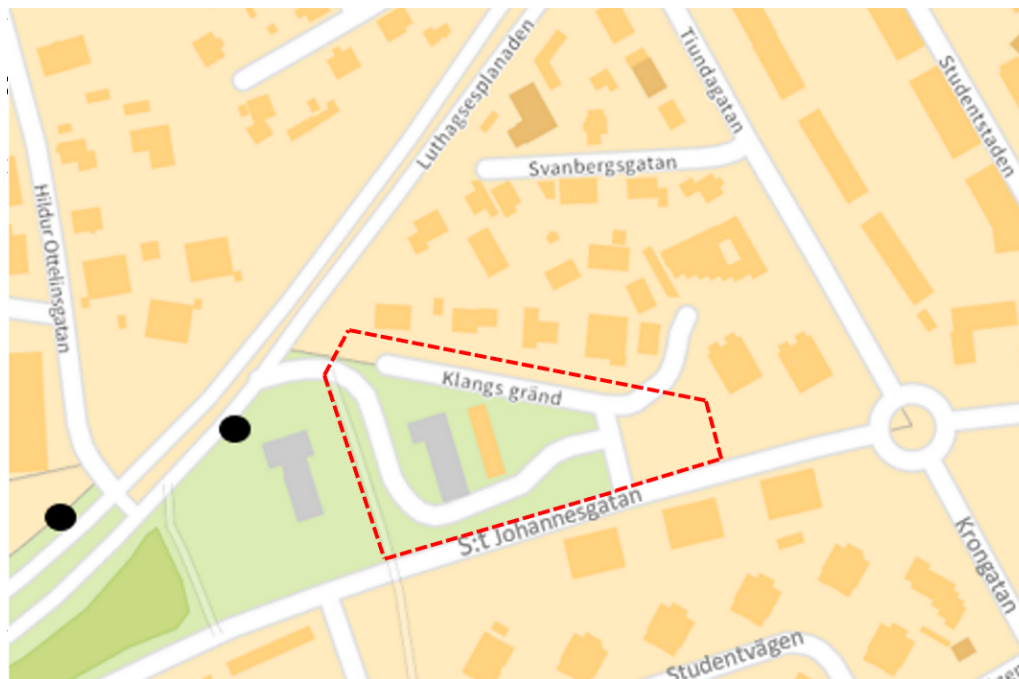 Luthagsesplanaden
Tiundagatan
Studentstaden
Svanbergsgatan
Hildur Ottelinsgatan
Klangs gränd
S:t Johannesgatan
Krongatan
Studentvägen